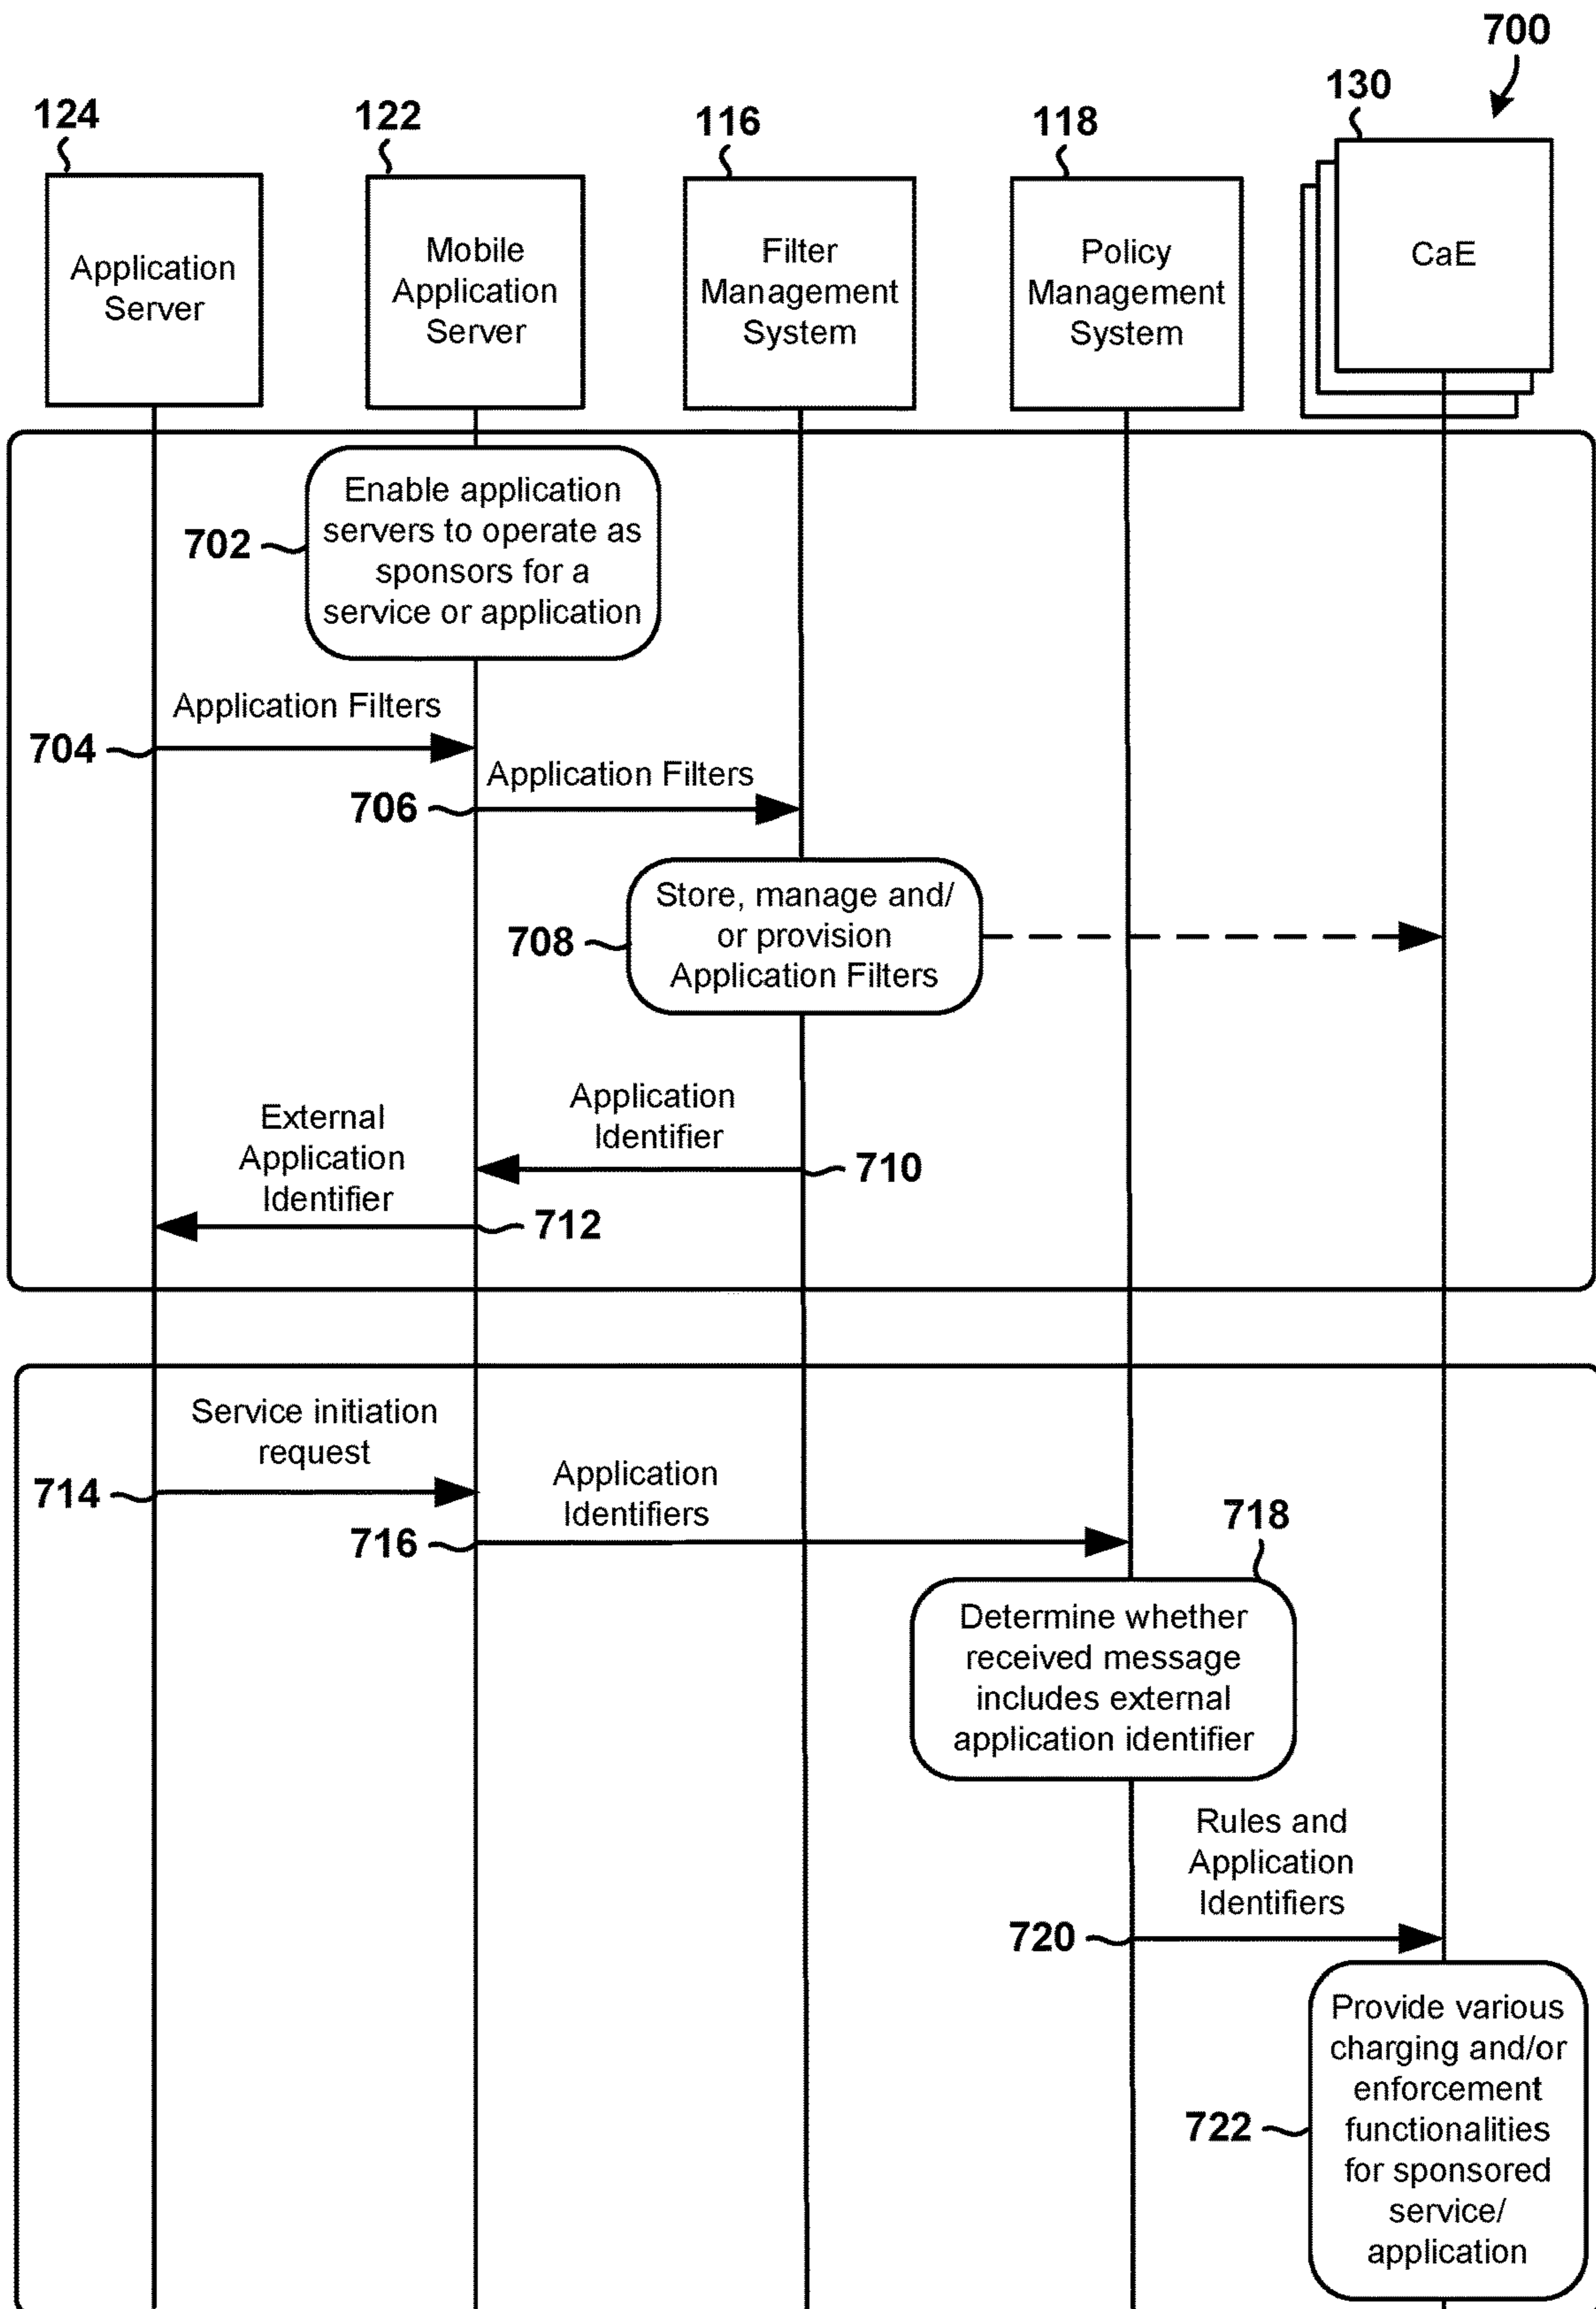 700
124
122
116
118
130
Application
Server
Mobile
Application
Server
Filter
Management
System
Policy
Management
System
CaE
Enable application
servers to operate as
sponsors for a
service or application
702
Application Filters
704
Application Filters
706
Store, manage and/
or provision
Application Filters
708
Application
Identifier
710
External
Application
Identifier
712
Service initiation
request
714
Application
Identifiers
716
718
Determine whether
received message
includes external
application identifier
Rules and
Application
Identifiers
720
Provide various
charging and/or
enforcement
functionalities
for sponsored
service/
application
722